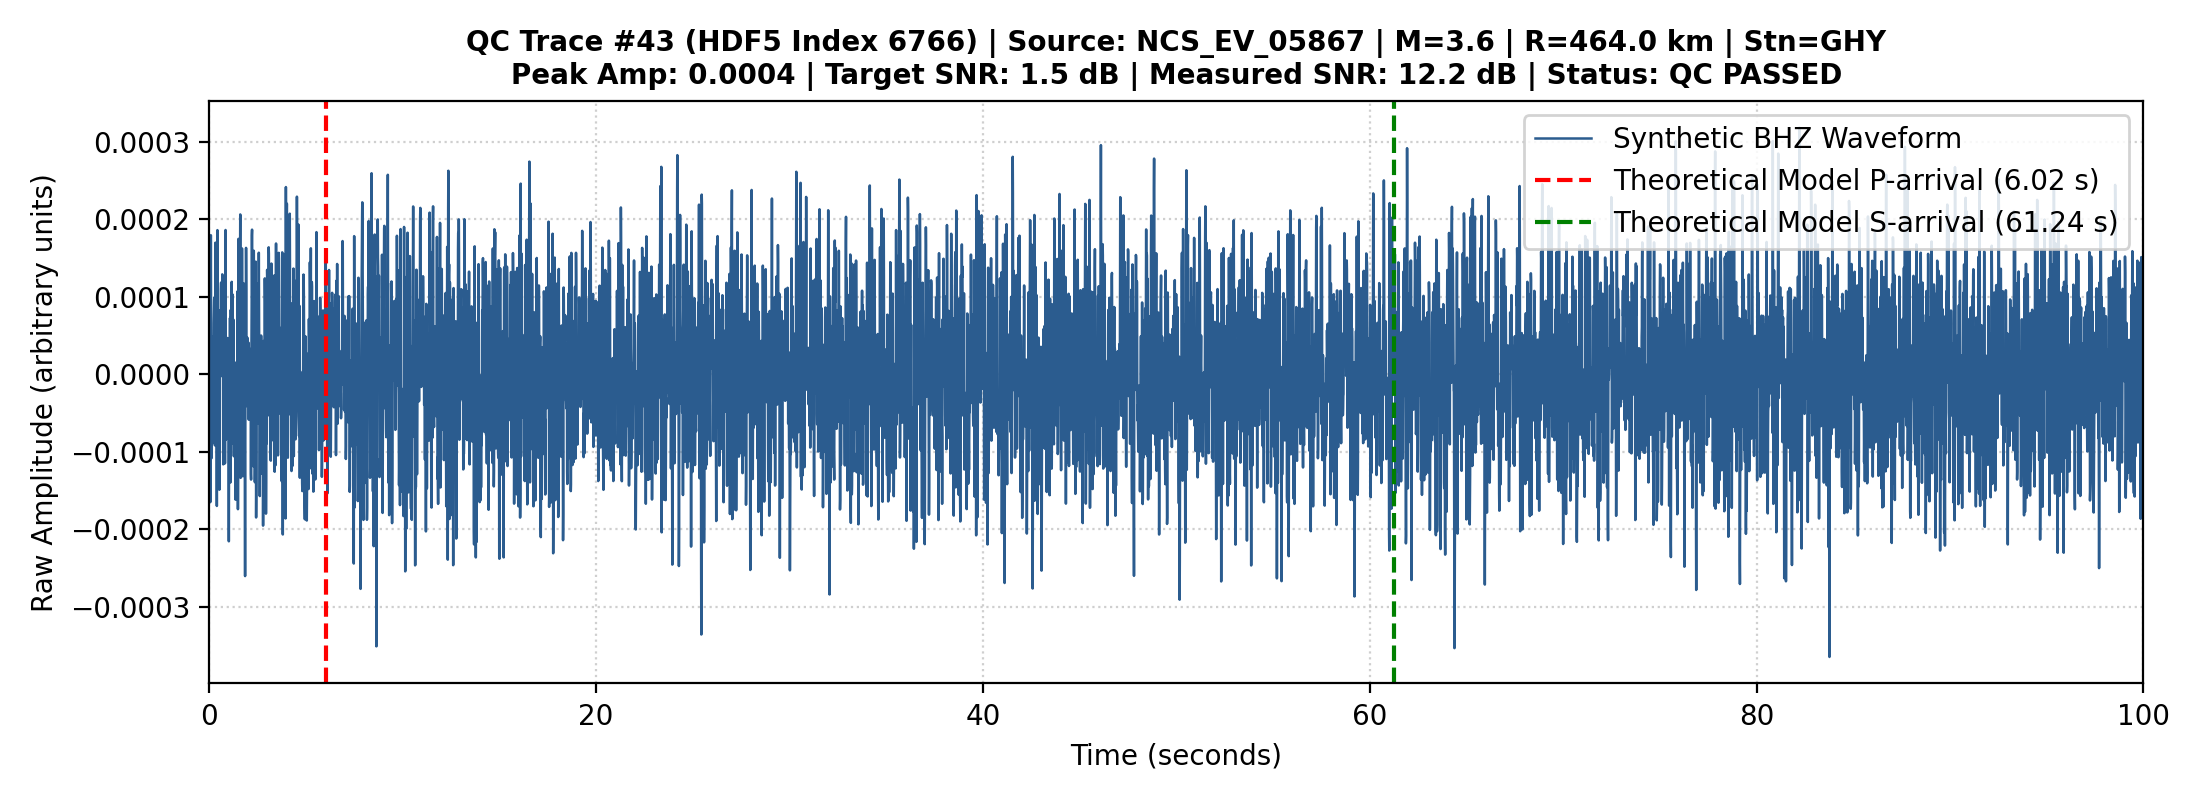 QC Trace #43 (HDF5 Index 6766) | Source: NCS_EV_05867 | M=3.6 | R=464.0 km | Stn=GHY
Peak Amp: 0.0004 | Target SNR: 1.5 dB | Measured SNR: 12.2 dB | Status: QC PASSED
Raw Amplitude (arbitrary units)
0.0003
0.0002
0.0001
0.0000
−0.0001
−0.0002
−0.0003
Synthetic BHZ Waveform
Theoretical Model P-arrival (6.02 s)
Theoretical Model S-arrival (61.24 s)
0 20 40 60 80 100
Time (seconds)